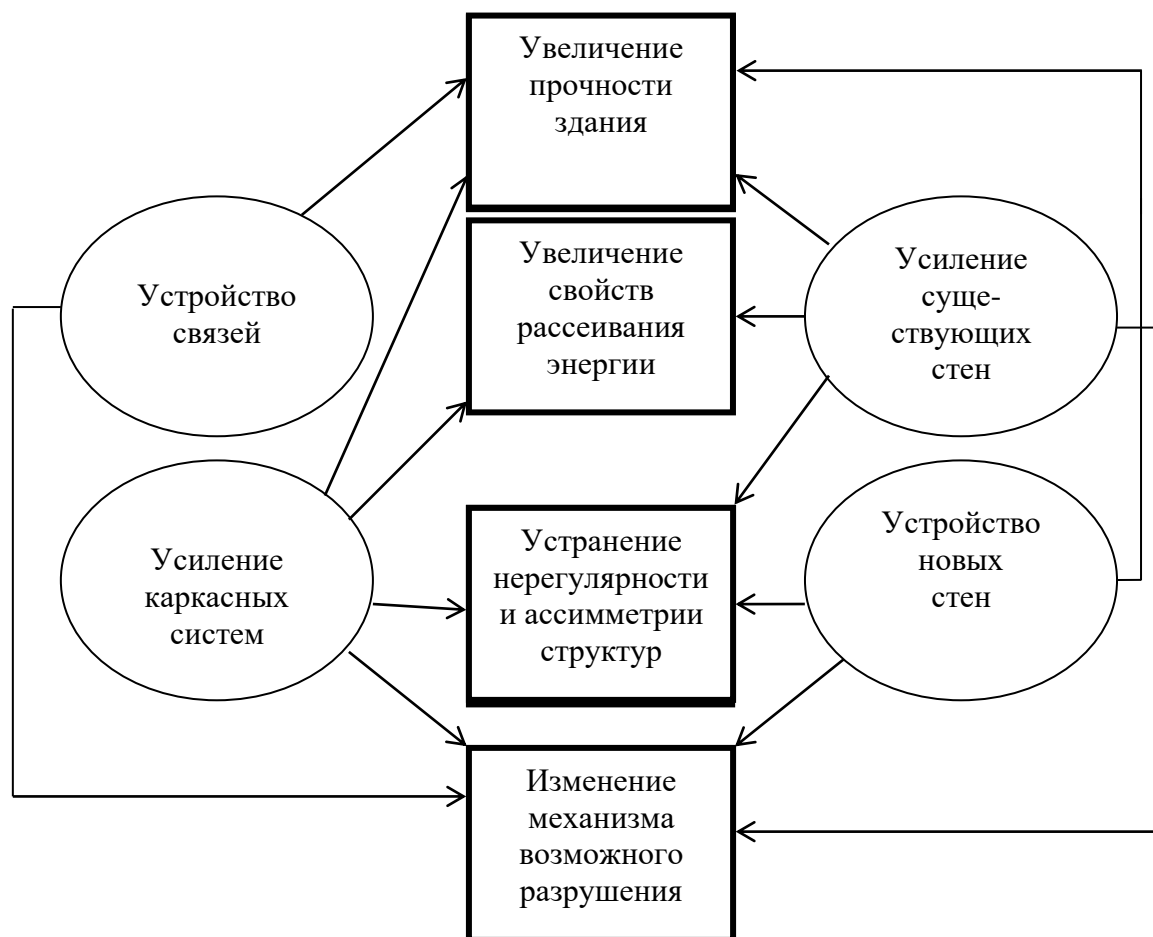 Увеличение
прочности
здания
Устройство
связей
Увеличение
свойств
рассеивания
энергии
Усиление
суще-
ствующих
стен
Усиление
каркасных
систем
Устранение
нерегулярности
и ассимметрии
структур
Устройство
новых
стен
Изменение
механизма
возможного
разрушения